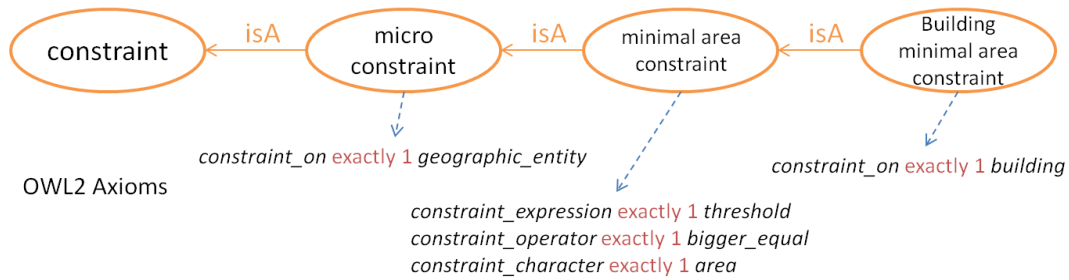 constraint
isA
micro
constraint
isA
minimal area
constraint
isA
Building
minimal area
constraint
constraint_on exactly 1 geographic_entity
constraint_on exactly 1 building
OWL2 Axioms
constraint_expression exactly 1 threshold
constraint_operator exactly 1 bigger_equal
constraint_character exactly 1 area